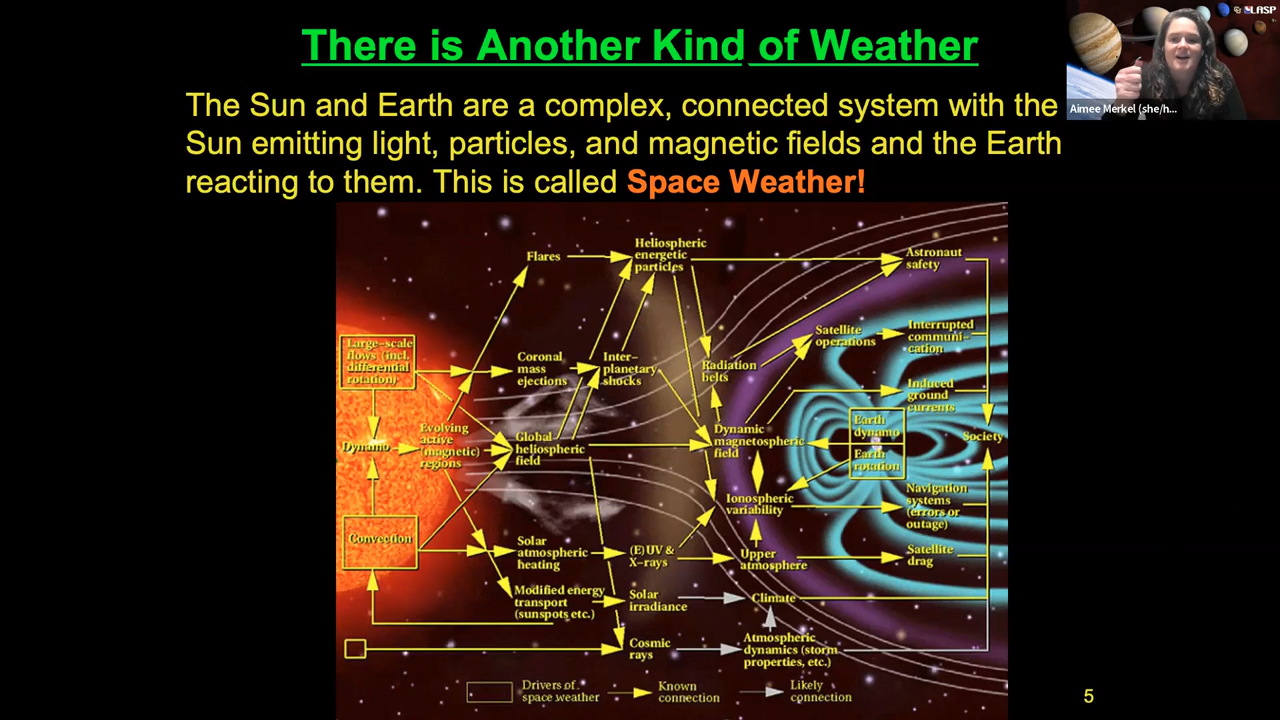 There is Another Kind of Weather
LASP
Aimee Merkel (she/h...
The Sun and Earth are a complex, connected system with the
Sun emitting light, particles, and magnetic fields and the Earth
reacting to them. This is called Space Weather!
Flares
Heliospheric
energetic
particles
Astronaut
safety
Large-scale
flows (incl.
differential
rotation)
Coronal
mass
ejections
Inter-
planetary
shocks
Radiation
belts
Satellite
operations
Interrupted
communi-
cation
Induced
ground
currents
Dynamo
Evolving
active
(magnetic)
regions
Global
heliospheric
field
Dynamic
magnetospheric
field
Earth
dynamo
Earth
rotation
Society
Ionospheric
variability
Navigation
systems
(errors or
outage)
Convection
Solar
atmospheric
heating
(E)UV &
X-rays
Upper
atmosphere
Satellite
drag
Modified energy
transport
(sunspots etc.)
Solar
irradiance
Climate
Cosmic
rays
Atmospheric
dynamics (storm
properties, etc.)
Drivers of
space weather
Known
connection
Likely
connection
5